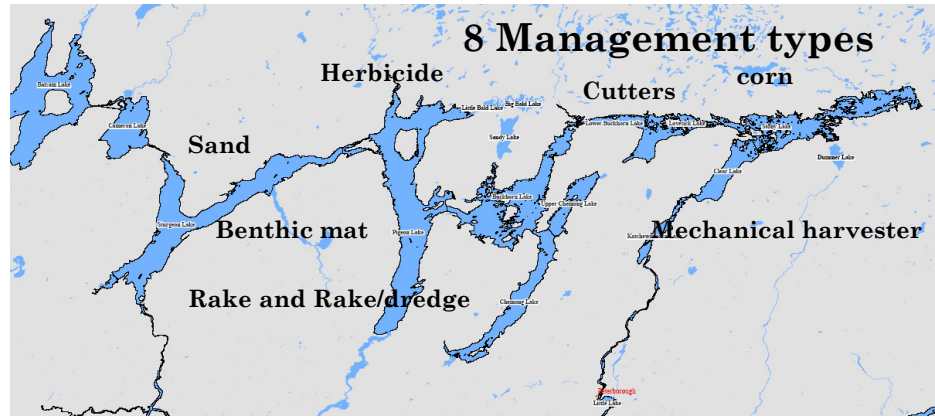 8 Management types
corn
Herbicide
Cutters
Balsam Lake
Little Bald Lake
Big Bald Lake
Cameron Lake
Sandy Lake
Lower Buckhorn Lake
Lovesick Lake
Stony Lake
Sand
Dummer Lake
Clear Lake
Buckhorn Lake
Upper Chemong Lake
Sturgeon Lake
Benthic mat
Pigeon Lake
Mechanical harvester
Rake and Rake/dredge
Chemong Lake
Peterborough
Little Lake